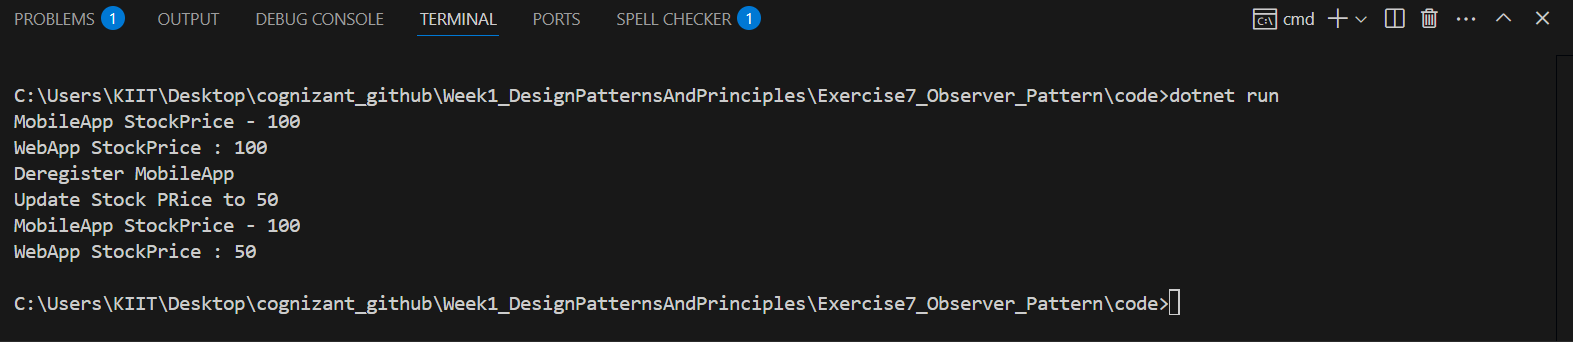 PROBLEMS 1 OUTPUT DEBUG CONSOLE TERMINAL PORTS SPELL CHECKER 1 cmd
C:\Users\KIIT\Desktop\cognizant_github\Week1_DesignPatternsAndPrinciples\Exercise7_Observer_Pattern\code>dotnet run
MobileApp StockPrice - 100
WebApp StockPrice : 100
Deregister MobileApp
Update Stock PRice to 50
MobileApp StockPrice - 100
WebApp StockPrice : 50
C:\Users\KIIT\Desktop\cognizant_github\Week1_DesignPatternsAndPrinciples\Exercise7_Observer_Pattern\code>